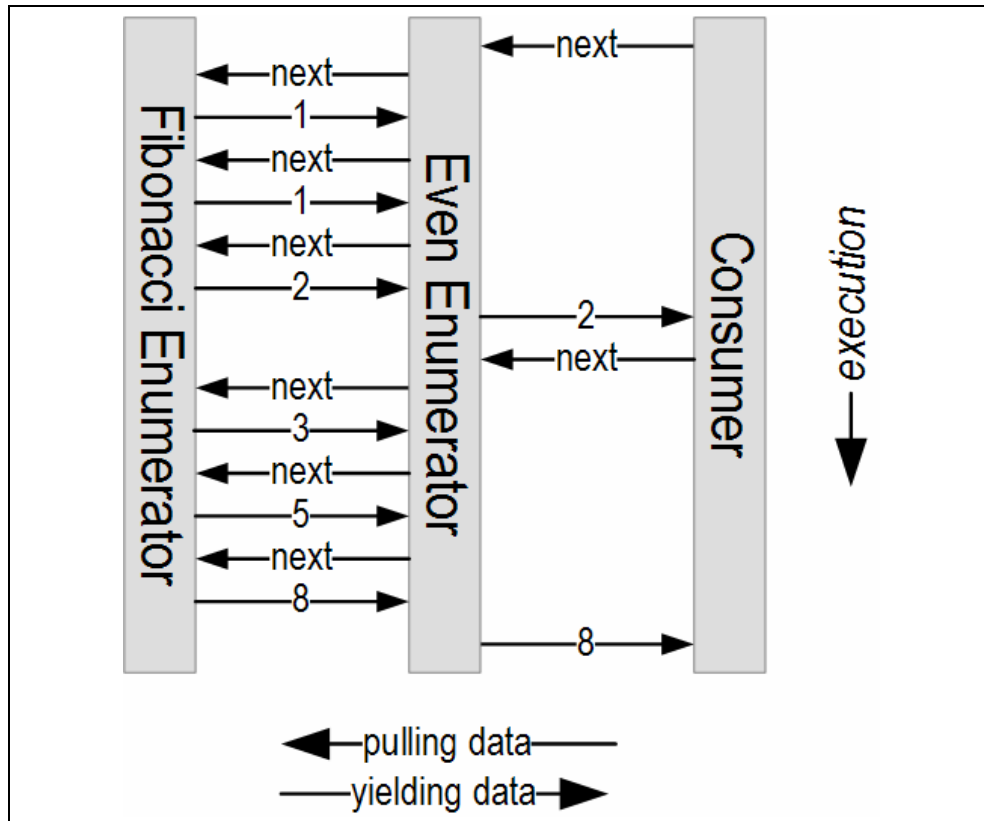 next
next
1
next
1
next
2
2
next
next
3
next
5
next
8
8
Fibonacci Enumerator
Even Enumerator
Consumer
execution
pulling data
yielding data